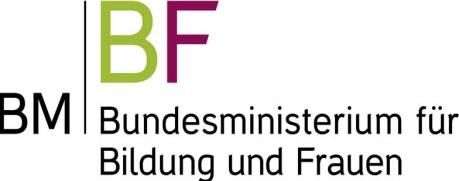 BF
BM Bundesministerium für
Bildung und Frauen